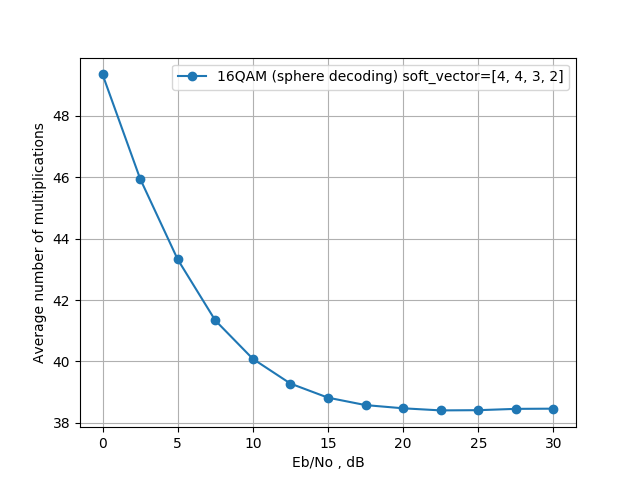 16QAM (sphere decoding) soft_vector=[4, 4, 3, 2]
Average number of multiplications
48
46
44
42
40
38
0 5 10 15 20 25 30
Eb/No , dB